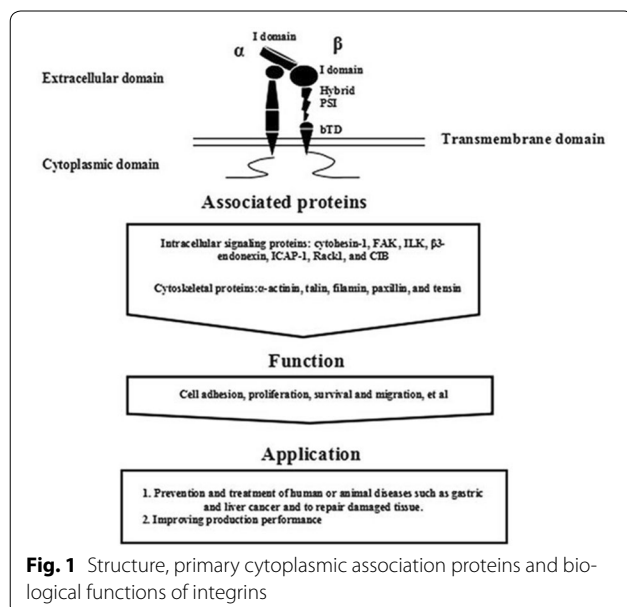 I domain
α
β
I domain
Extracellular domain
Hybrid
PSI
bTD
Transmembrane domain
Cytoplasmic domain
Associated proteins
Intracellular signaling proteins: cytohesin-1, FAK, ILK, β3-
endonexin, ICAP-1, Rack1, and CIB
Cytoskeletal proteins:α-actinin, talin, filamin, paxillin, and tensin
Function
Cell adhesion, proliferation, survival and migration, et al
Application
1. Prevention and treatment of human or animal diseases such as gastric
and liver cancer and to repair damaged tissue.
2. Improving production performance
Fig. 1 Structure, primary cytoplasmic association proteins and bio-
logical functions of integrins